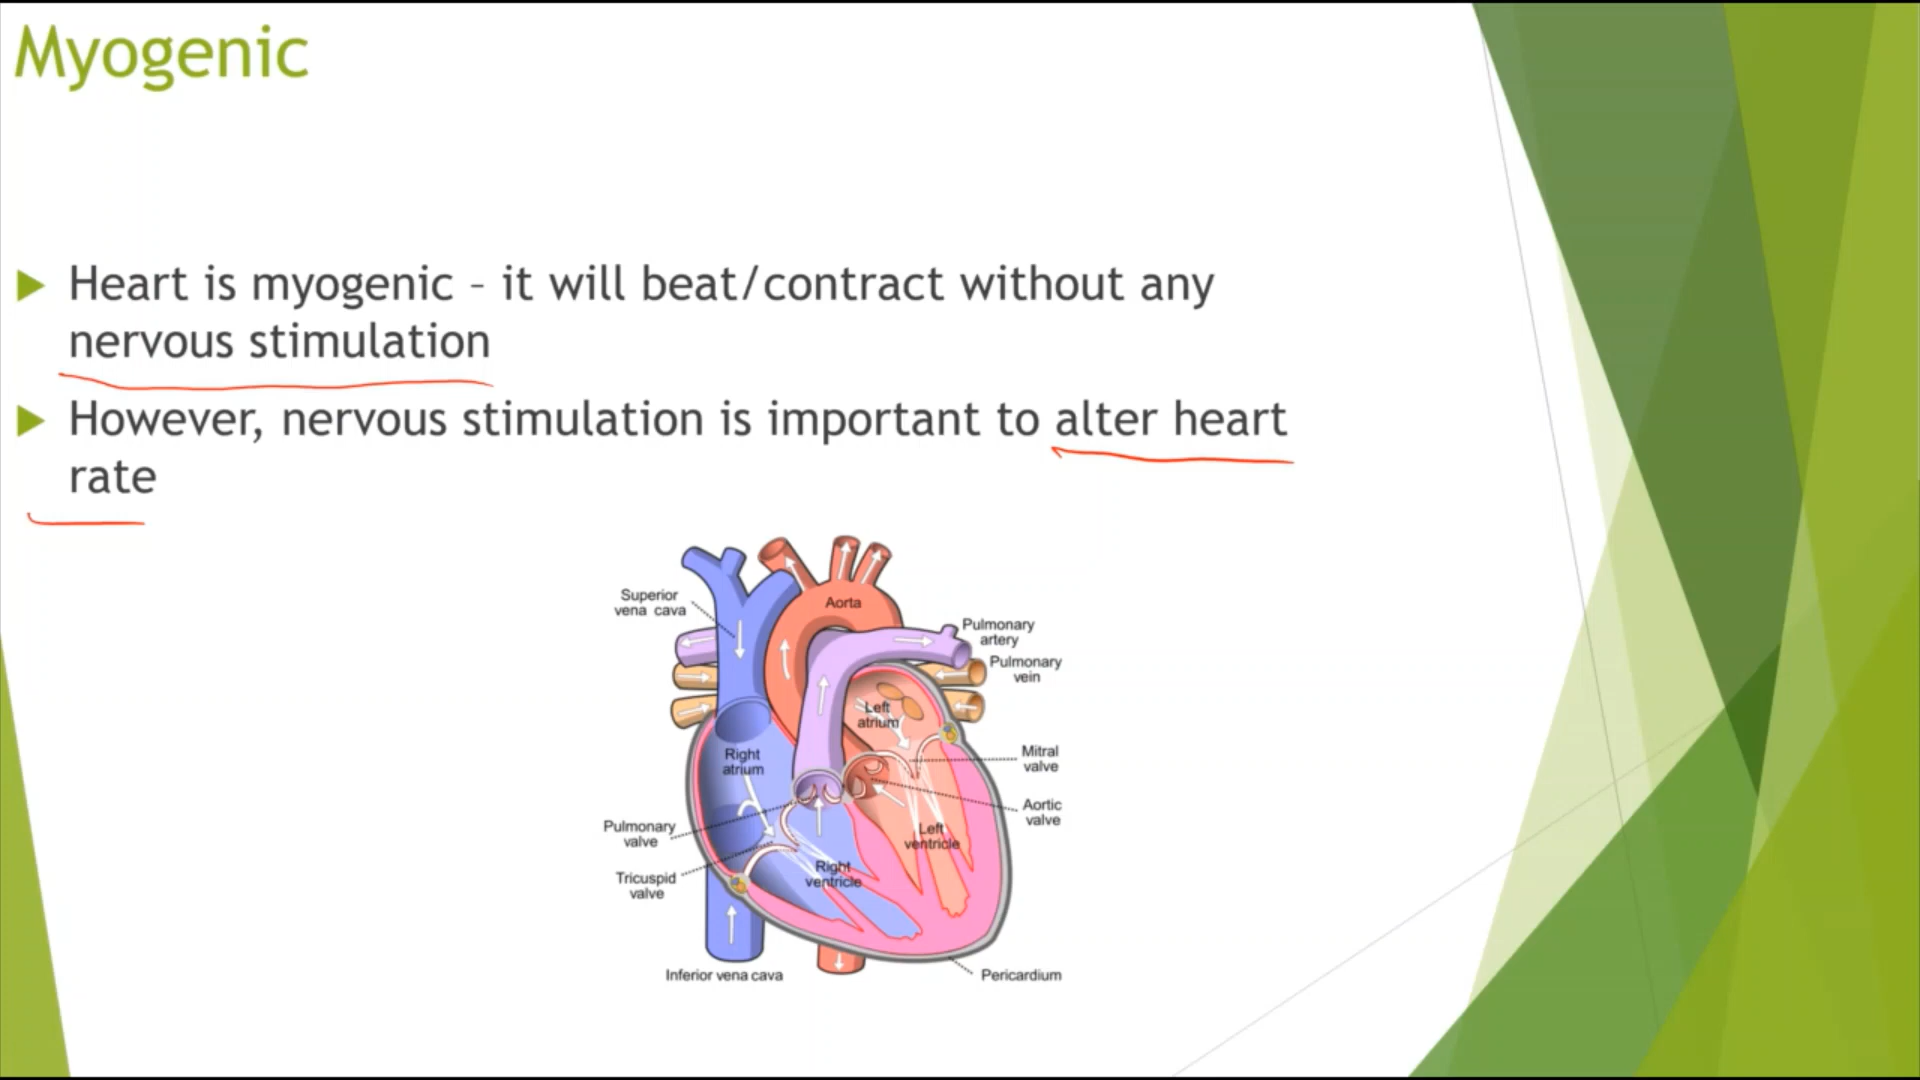 Myogenic
Heart is myogenic – it will beat/contract without any
nervous stimulation
However, nervous stimulation is important to alter heart
rate
Superior
vena cava
Aorta
Pulmonary
artery
Pulmonary
vein
Left
atrium
Right
atrium
Mitral
valve
Aortic
valve
Pulmonary
valve
Left
ventricle
Right
ventricle
Tricuspid
valve
Inferior vena cava
Pericardium